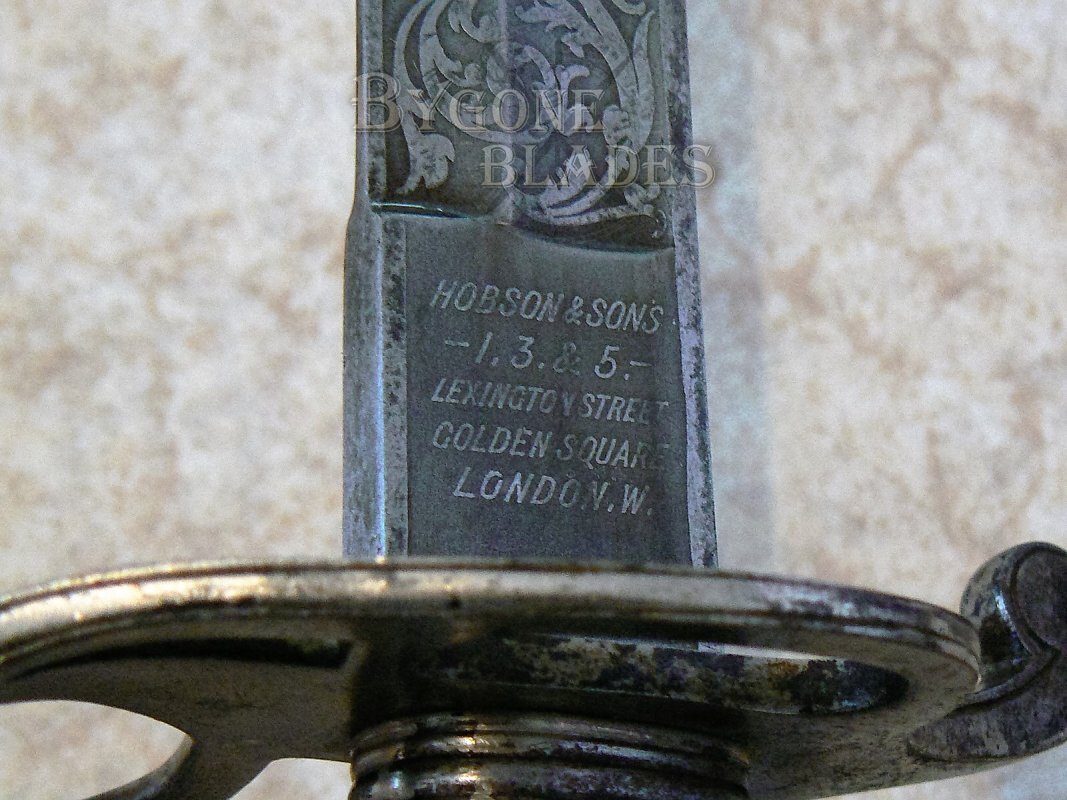 BYGONE
BLADES
HOBSON & SONS
-1. 3. & 5.-
LEXINGTON STREET
GOLDEN SQUARE
LONDON. W.